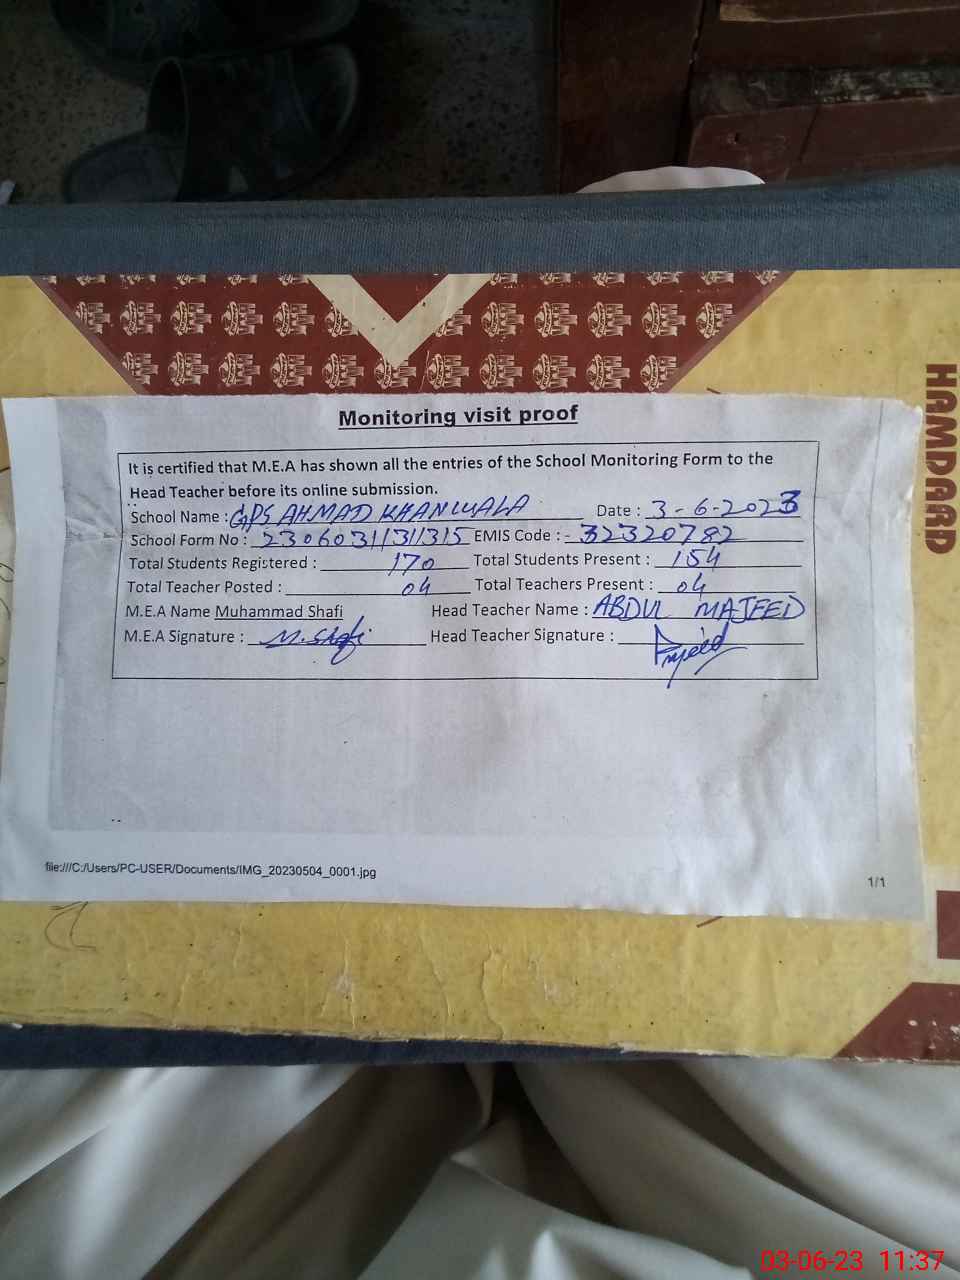 HAMDARD
Monitoring visit proof
It is certified that M.E.A has shown all the entries of the School Monitoring Form to the
Head Teacher before its online submission.
School Name : GPS AHMAD KHANWALA Date : 3-6-2023
School Form No : 23060311311315 EMIS Code : - 32320782
Total Students Registered : 170 Total Students Present : 154
Total Teacher Posted : 04 Total Teachers Present : 04
M.E.A Name Muhammad Shafi Head Teacher Name : ABDUL MAJEED
M.E.A Signature : M.Shafi Head Teacher Signature :
file:///C:/Users/PC-USER/Documents/IMG_20230504_0001.jpg
1/1
03-06-23 11:37